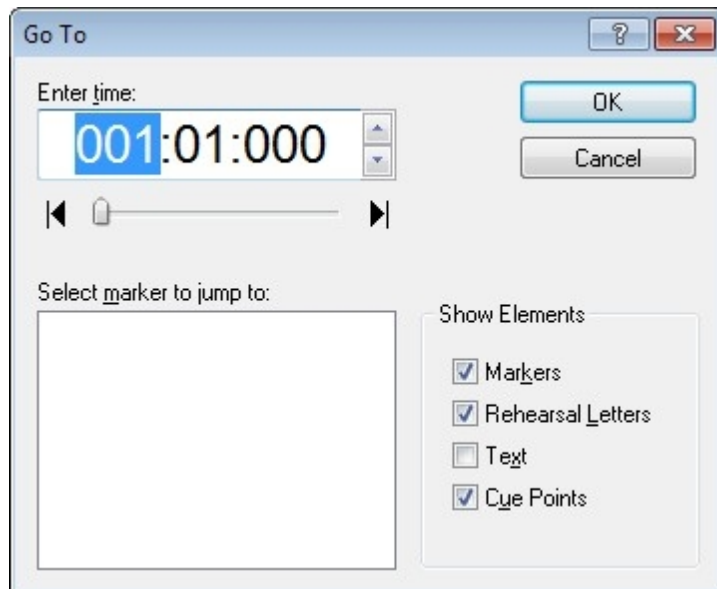 Go To
Enter time:
001:01:000
OK
Cancel
Select marker to jump to:
Show Elements
Markers
Rehearsal Letters
Text
Cue Points